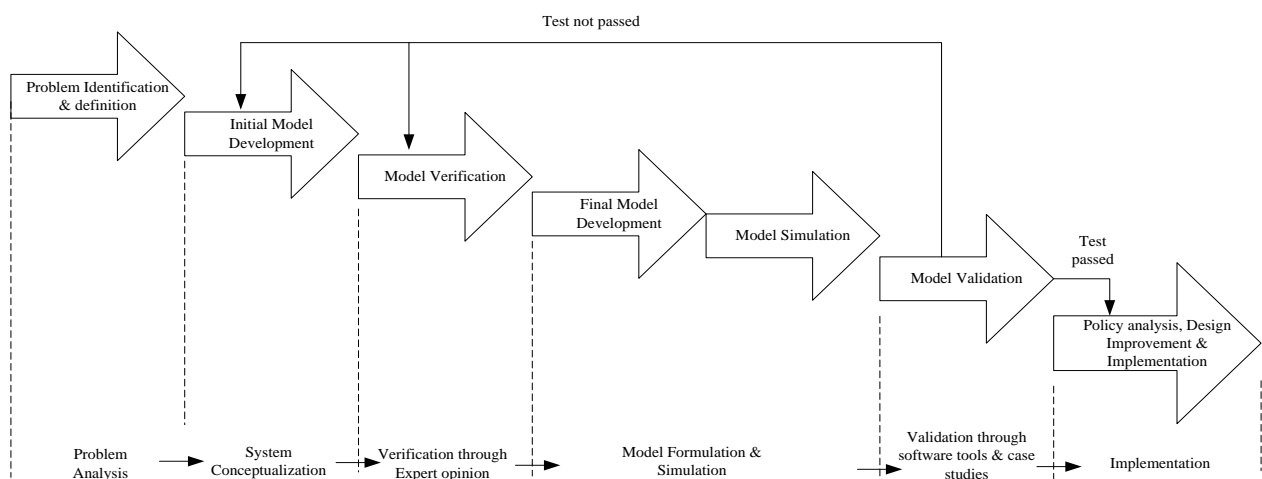 Test not passed
Problem Identification
& definition
Initial Model
Development
Model Verification
Final Model
Development
Model Simulation
Model Validation
Test
passed
Policy analysis, Design
Improvement &
Implementation
Problem
Analysis
System
Conceptualization
Verification through
Expert opinion
Model Formulation &
Simulation
Validation through
software tools & case
studies
Implementation